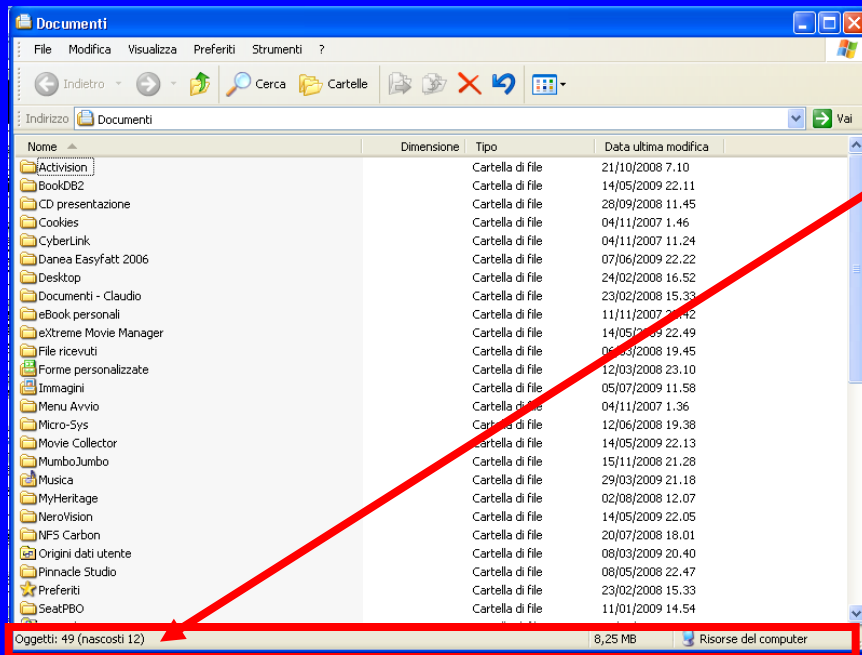 Documenti
File Modifica Visualizza Preferiti Strumenti ?
Indietro Cerca Cartelle
Indirizzo Documenti Vai
Nome Dimensione Tipo Data ultima modifica
Activision Cartella di file 21/10/2008 7.10
BookDB2 Cartella di file 14/05/2009 22.11
CD presentazione Cartella di file 28/09/2008 11.45
Cookies Cartella di file 04/11/2007 1.46
CyberLink Cartella di file 04/11/2007 11.24
Danea Easyfatt 2006 Cartella di file 07/06/2009 22.22
Desktop Cartella di file 24/02/2008 16.52
Documenti - Claudio Cartella di file 23/02/2008 15.33
eBook personali Cartella di file 11/11/2007
eXtreme Movie Manager Cartella di file 14/05/2009 22.49
File ricevuti Cartella di file 06/03/2008 19.45
Forme personalizzate Cartella di file 12/03/2008 23.10
Immagini Cartella di file 05/07/2009 11.58
Menu Avvio Cartella di file 04/11/2007 1.36
Micro-Sys Cartella di file 12/06/2008 19.38
Movie Collector Cartella di file 14/05/2009 22.13
MumboJumbo Cartella di file 15/11/2008 21.28
Musica Cartella di file 29/03/2009 21.18
MyHeritage Cartella di file 02/08/2008 12.07
NeroVision Cartella di file 14/05/2009 22.05
NFS Carbon Cartella di file 20/07/2008 18.01
Origini dati utente Cartella di file 08/03/2009 20.40
Pinnacle Studio Cartella di file 08/05/2008 22.47
Preferiti Cartella di file 23/02/2008 15.33
SeatPBO Cartella di file 11/01/2009 14.54
Oggetti: 49 (nascosti 12) 8,25 MB Risorse del computer